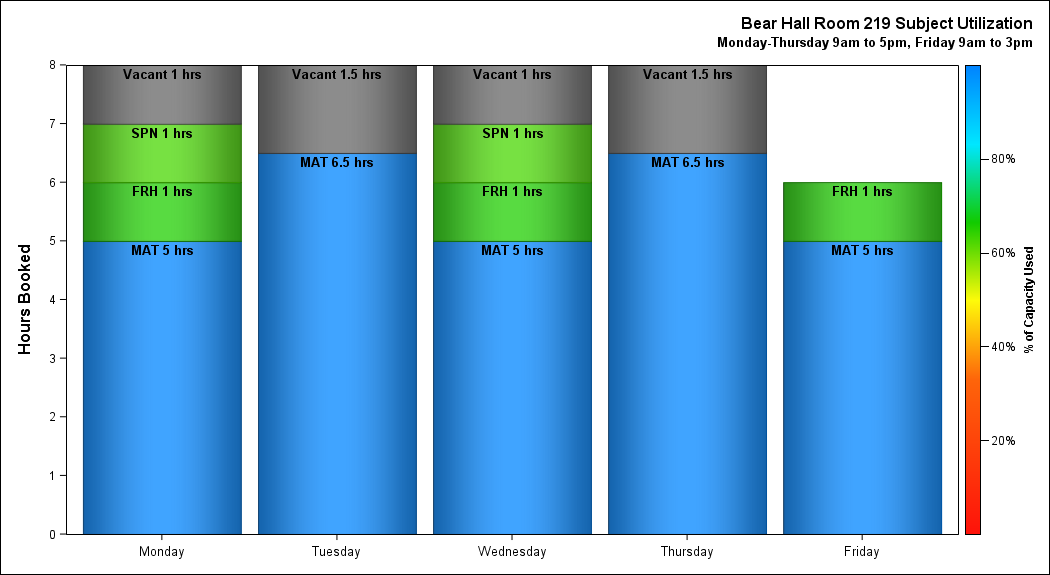 Bear Hall Room 219 Subject Utilization
Monday-Thursday 9am to 5pm, Friday 9am to 3pm
8
Vacant 1 hrs
Vacant 1.5 hrs
Vacant 1 hrs
Vacant 1.5 hrs
7
SPN 1 hrs
SPN 1 hrs
MAT 6.5 hrs
MAT 6.5 hrs
80%
6
FRH 1 hrs
FRH 1 hrs
FRH 1 hrs
5
MAT 5 hrs
MAT 5 hrs
MAT 5 hrs
60%
4
3
40%
2
1
20%
0
Hours Booked
% of Capacity Used
Monday
Tuesday
Wednesday
Thursday
Friday